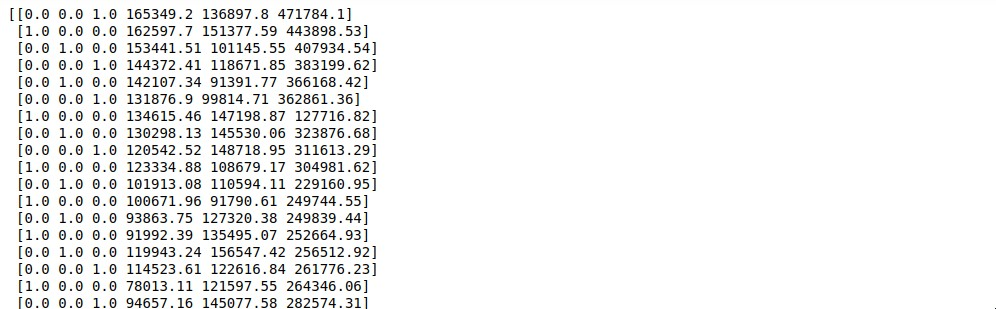 [[0.0 0.0 1.0 165349.2 136897.8 471784.1]
[1.0 0.0 0.0 162597.7 151377.59 443898.53]
[0.0 1.0 0.0 153441.51 101145.55 407934.54]
[0.0 0.0 1.0 144372.41 118671.85 383199.62]
[0.0 1.0 0.0 142107.34 91391.77 366168.42]
[0.0 0.0 1.0 131876.9 99814.71 362861.36]
[1.0 0.0 0.0 134615.46 147198.87 127716.82]
[0.0 1.0 0.0 130298.13 145530.06 323876.68]
[0.0 0.0 1.0 120542.52 148718.95 311613.29]
[1.0 0.0 0.0 123334.88 108679.17 304981.62]
[0.0 1.0 0.0 101913.08 110594.11 229160.95]
[1.0 0.0 0.0 100671.96 91790.61 249744.55]
[0.0 1.0 0.0 93863.75 127320.38 249839.44]
[1.0 0.0 0.0 91992.39 135495.07 252664.93]
[0.0 1.0 0.0 119943.24 156547.42 256512.92]
[0.0 0.0 1.0 114523.61 122616.84 261776.23]
[1.0 0.0 0.0 78013.11 121597.55 264346.06]
[0.0 0.0 1.0 94657.16 145077.58 282574.31]